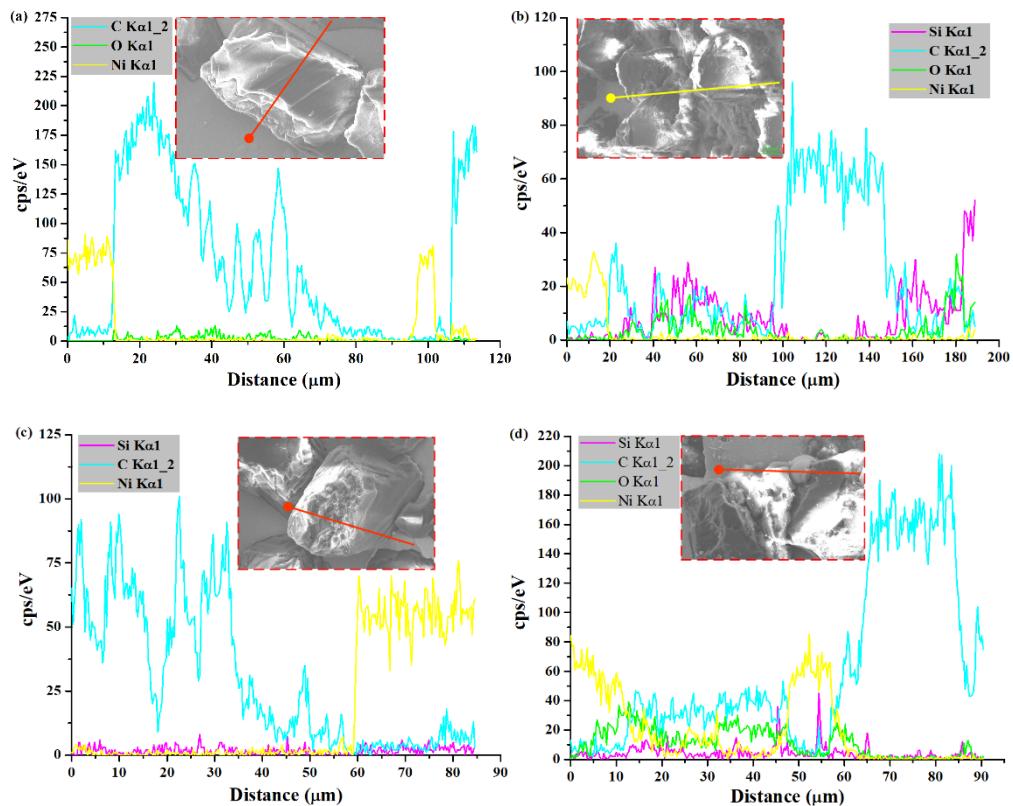 (a)
C Kα1_2
O Kα1
Ni Kα1
275
250
225
200
175
150
125
100
75
50
25
0
cps/eV
0 20 40 60 80 100 120
Distance (μm)
(b)
Si Kα1
C Kα1_2
O Kα1
Ni Kα1
120
100
80
60
40
20
0
cps/eV
0 20 40 60 80 100 120 140 160 180 200
Distance (μm)
(c)
Si Kα1
C Kα1_2
Ni Kα1
125
100
75
50
25
0
cps/eV
0 10 20 30 40 50 60 70 80 90
Distance (μm)
(d)
Si Kα1
C Kα1_2
O Kα1
Ni Kα1
220
200
180
160
140
120
100
80
60
40
20
0
cps/eV
0 10 20 30 40 50 60 70 80 90
Distance (μm)